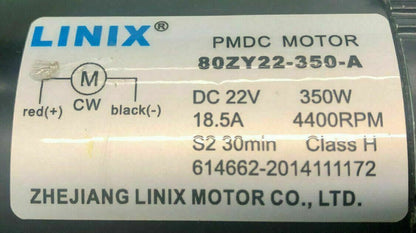 LINIX®
PMDC MOTOR
80ZY22-350-A
M
red(+) CW black(-)
DC 22V 350W
18.5A 4400RPM
S2 30min Class H
614662-2014111172
ZHEJIANG LINIX MOTOR CO., LTD.